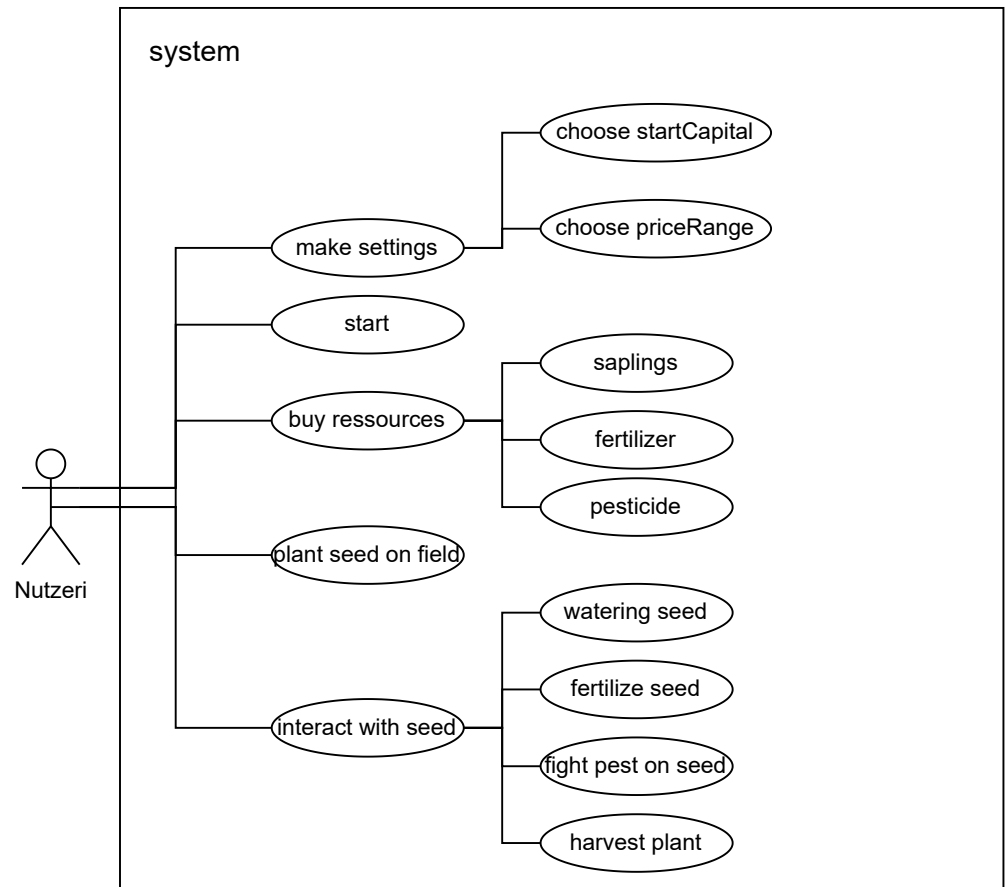 system
choose startCapital
choose priceRange
make settings
start
saplings
buy ressources
fertilizer
pesticide
plant seed on field
Nutzeri
watering seed
fertilize seed
interact with seed
fight pest on seed
harvest plant